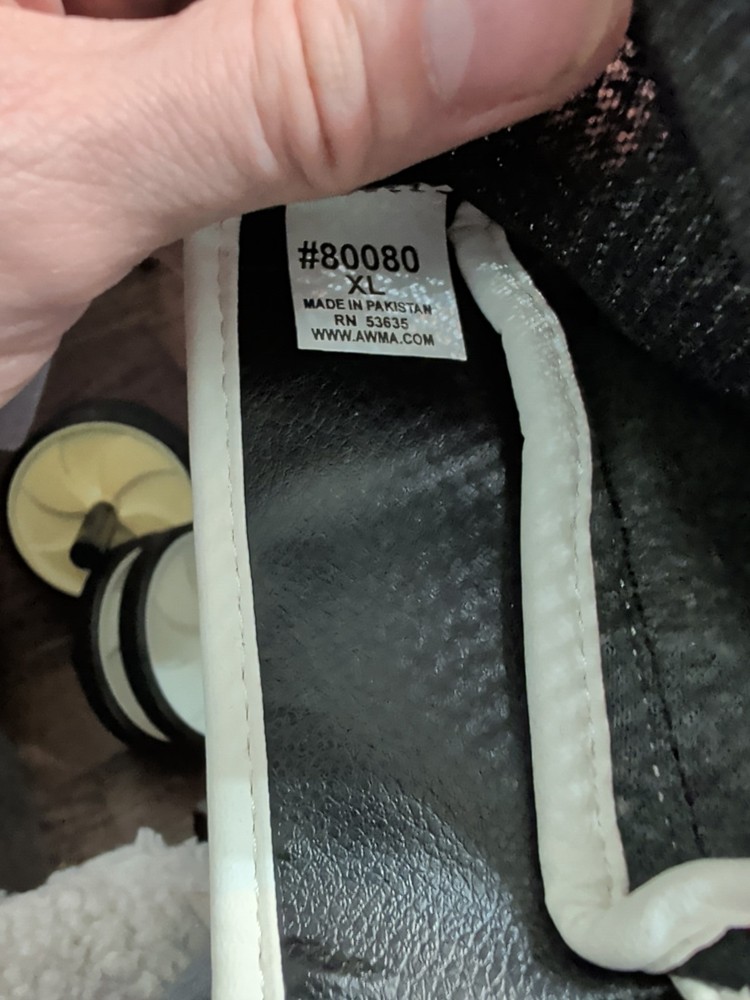 #80080
XL
MADE IN PAKISTAN
RN 53635
WWW.AWMA.COM